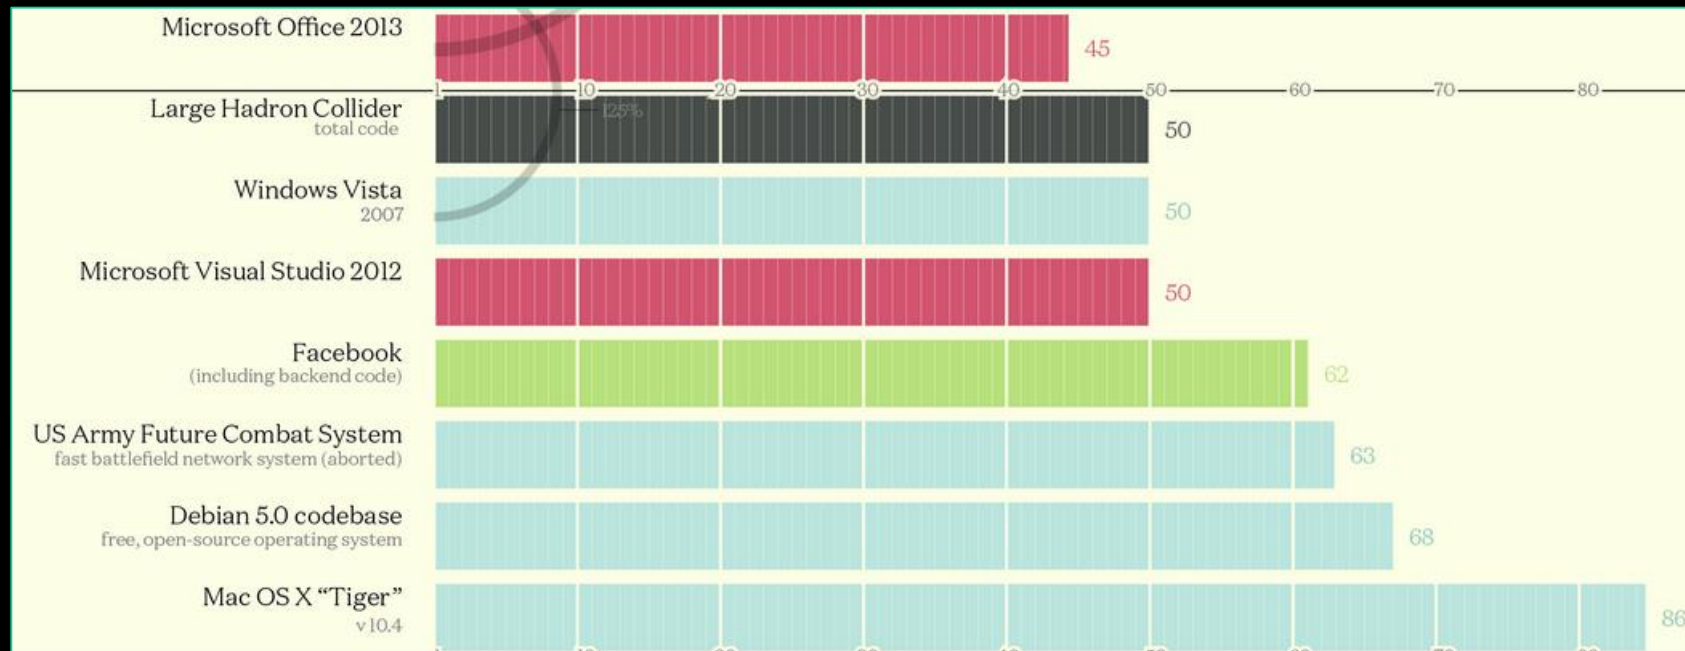 Microsoft Office 2013
45
1 10 20 30 40 50 60 70 80
Large Hadron Collider
total code
125%
50
Windows Vista
2007
50
Microsoft Visual Studio 2012
50
Facebook
(including backend code)
62
US Army Future Combat System
fast battlefield network system (aborted)
63
Debian 5.0 codebase
free, open-source operating system
68
Mac OS X “Tiger”
v 10.4
86